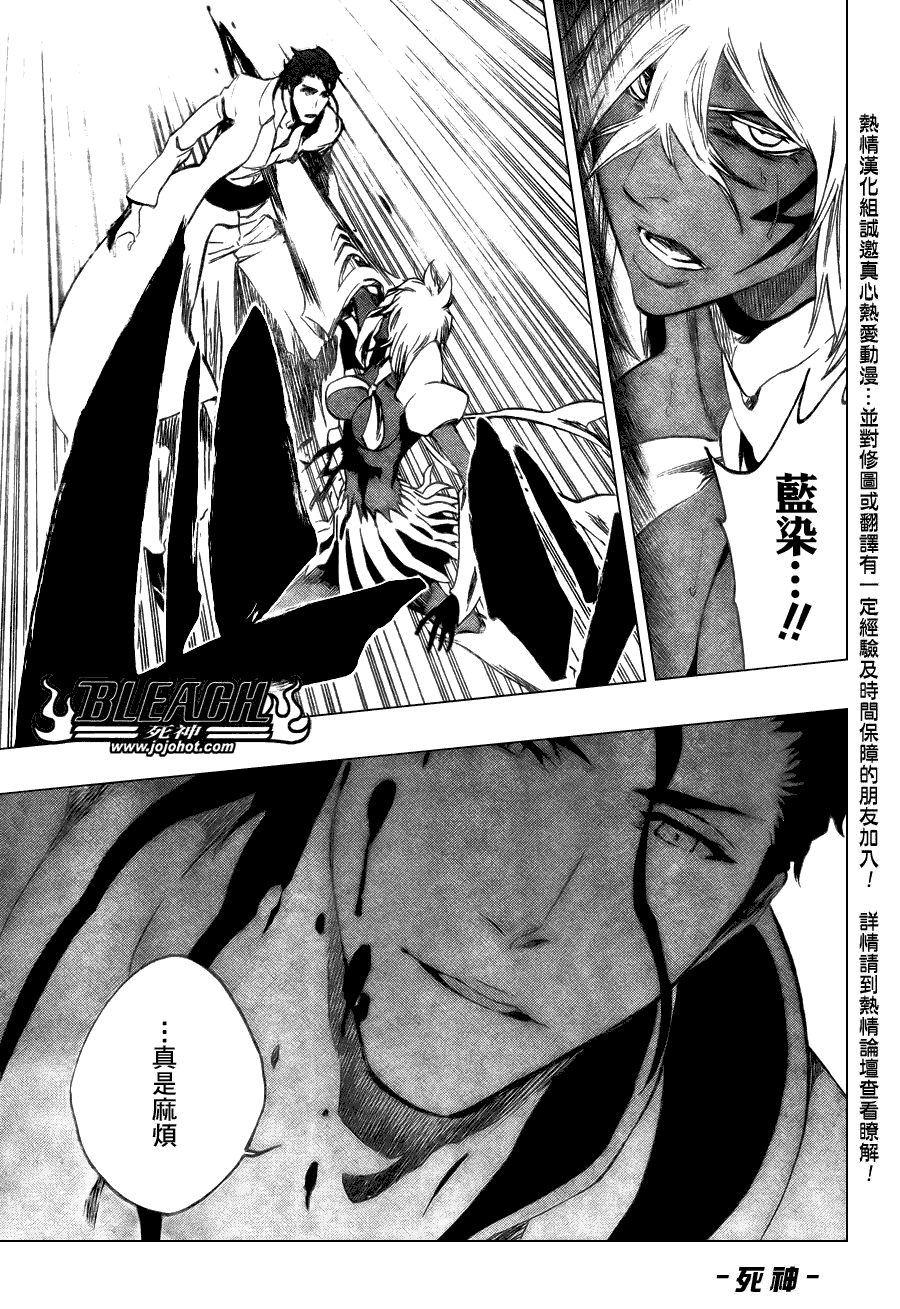 熱情漢化組誠邀真心熱愛動漫…並對修圖或翻譯有一定經驗及時間保障的朋友加入！ 詳情請到熱情論壇查看瞭解！
藍染…!!
BLEACH
死神
www.jojohot.com
…真是麻煩
-死神-